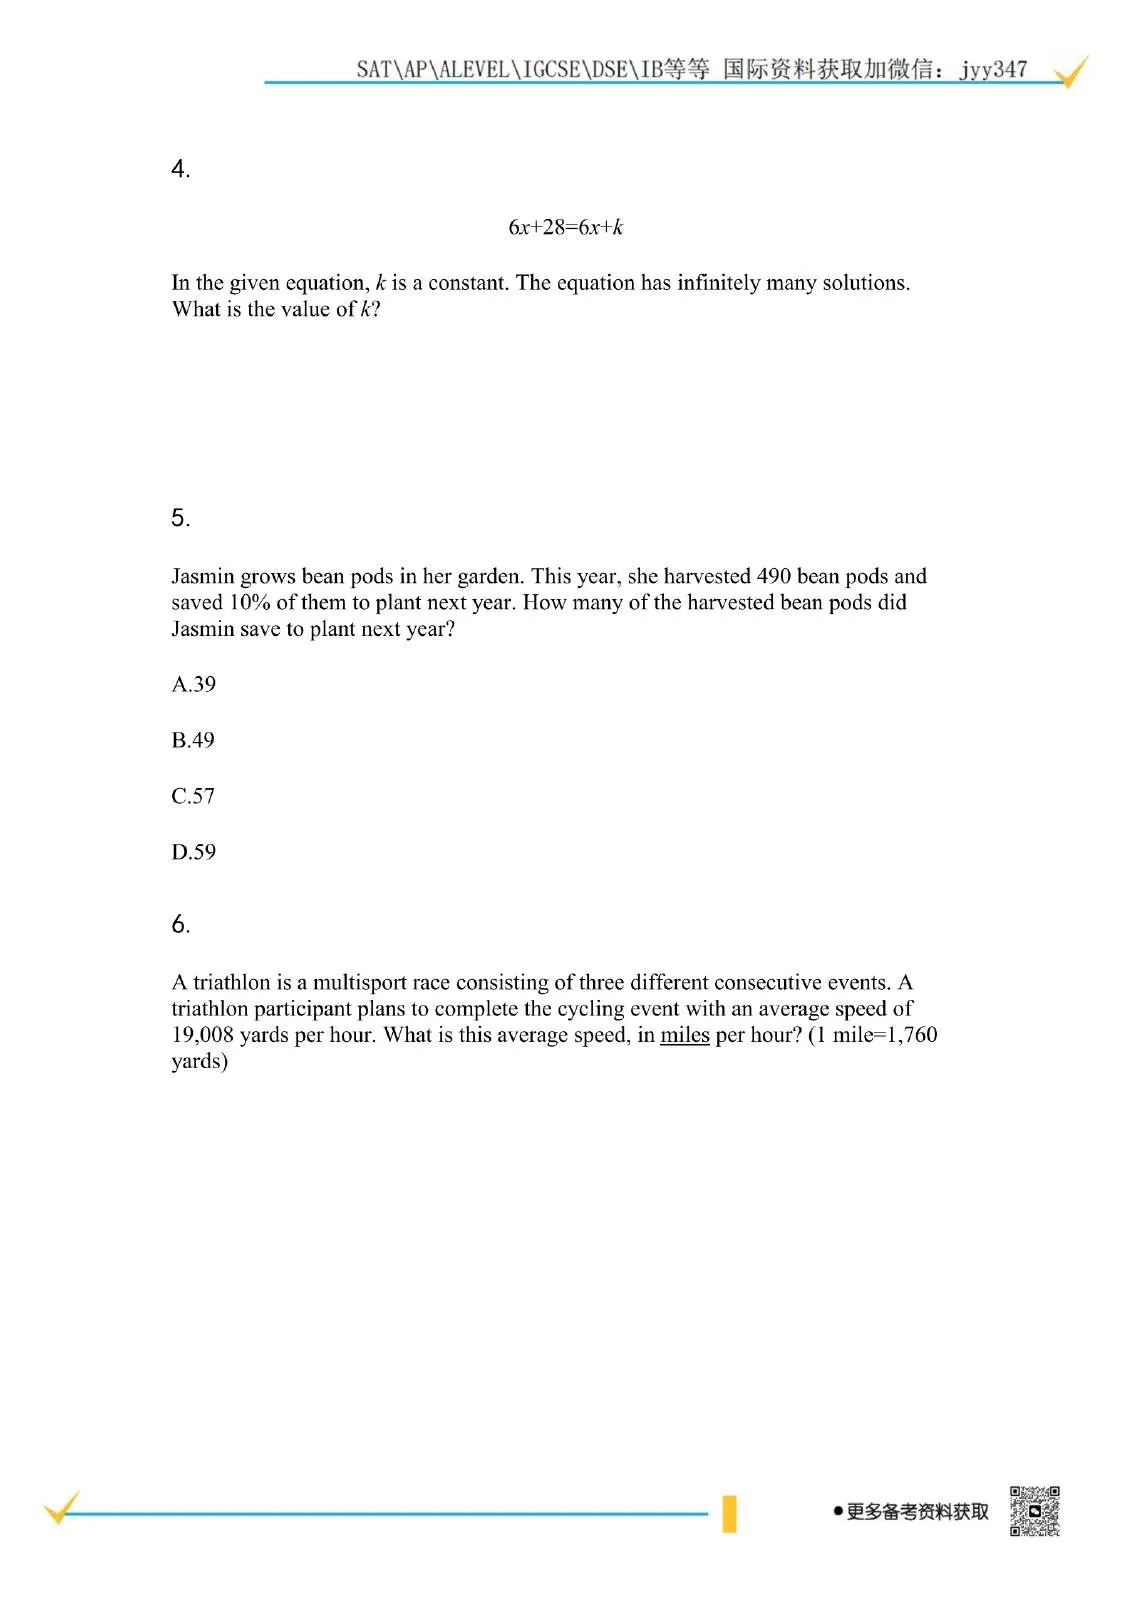 SAT\AP\ALEVEL\IGCSE\DSE\IB等等 国际资料获取加微信：jyy347
4.
6x+28=6x+k
In the given equation, k is a constant. The equation has infinitely many solutions.
What is the value of k?
5.
Jasmin grows bean pods in her garden. This year, she harvested 490 bean pods and
saved 10% of them to plant next year. How many of the harvested bean pods did
Jasmin save to plant next year?
A.39
B.49
C.57
D.59
6.
A triathlon is a multisport race consisting of three different consecutive events. A
triathlon participant plans to complete the cycling event with an average speed of
19,008 yards per hour. What is this average speed, in miles per hour? (1 mile=1,760
yards)
●更多备考资料获取